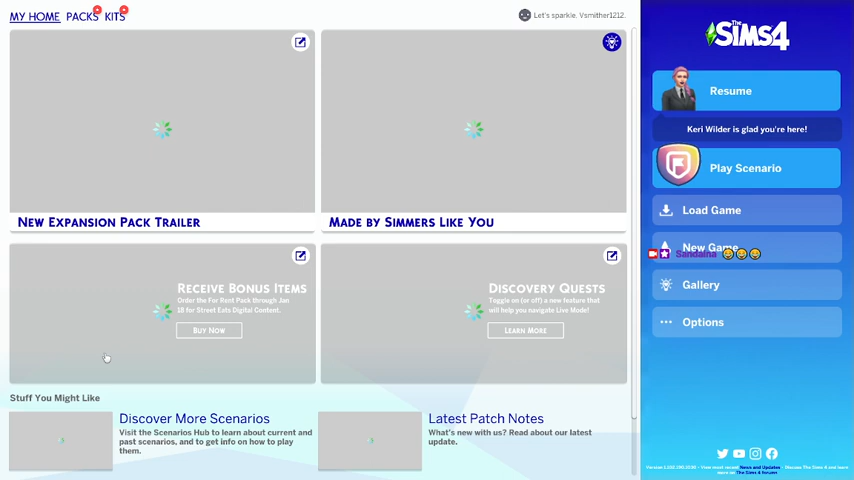 MY HOME PACKS KITS
Let's sparkle, Vsmither1212.
NEW EXPANSION PACK TRAILER
MADE BY SIMMERS LIKE YOU
RECEIVE BONUS ITEMS
Order the For Rent Pack through Jan
18 for Street Eats Digital Content.
BUY NOW
DISCOVERY QUESTS
Toggle on (or off) a new feature that
will help you navigate Live Mode!
LEARN MORE
Stuff You Might Like
Discover More Scenarios
Visit the Scenarios Hub to learn about current and
past scenarios, and to get info on how to play
them.
Latest Patch Notes
What's new with us? Read about our latest
update.
The SIMS 4
Resume
Keri Wilder is glad you're here!
Play Scenario
Load Game
New Game
Sandaina
Gallery
Options
News and Updates
The Sims 4 forums